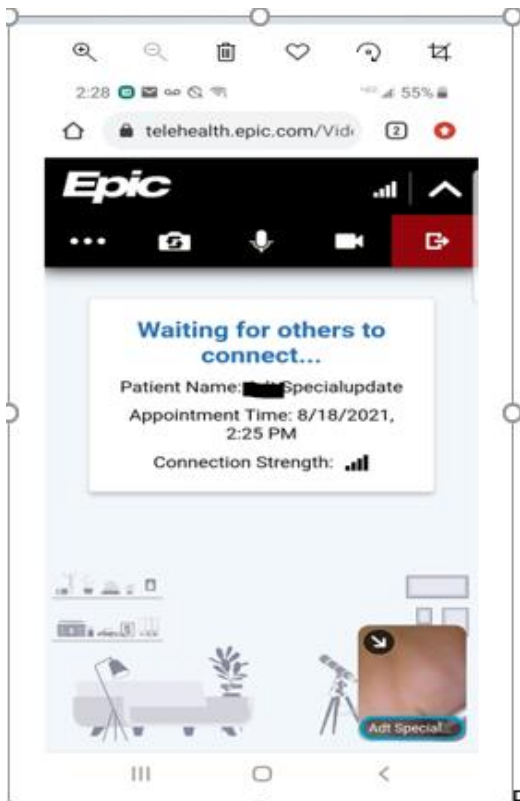 2:28 55%
telehealth.epic.com/Vid 2
Epic
Waiting for others to
connect...
Patient Name: Specialupdate
Appointment Time: 8/18/2021,
2:25 PM
Connection Strength:
Adt Special...